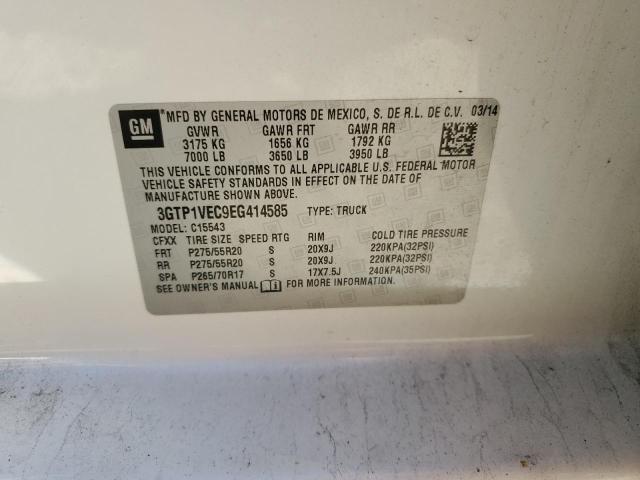 GM
*MFD BY GENERAL MOTORS DE MEXICO, S. DE R.L. DE C.V. 03/14
GVWR GAWR FRT GAWR RR
3175 KG 1656 KG 1792 KG
7000 LB 3650 LB 3950 LB
THIS VEHICLE CONFORMS TO ALL APPLICABLE U.S. FEDERAL MOTOR
VEHICLE SAFETY STANDARDS IN EFFECT ON THE DATE OF
MANUFACTURE SHOWN ABOVE.
3GTP1VEC9EG414585 TYPE: TRUCK
MODEL: C15543
CFXX TIRE SIZE SPEED RTG RIM COLD TIRE PRESSURE
FRT P275/55R20 S 20X9J 220KPA(32PSI)
RR P275/55R20 S 20X9J 220KPA(32PSI)
SPA P265/70R17 S 17X7.5J 240KPA(35PSI)
SEE OWNER'S MANUAL FOR MORE INFORMATION.